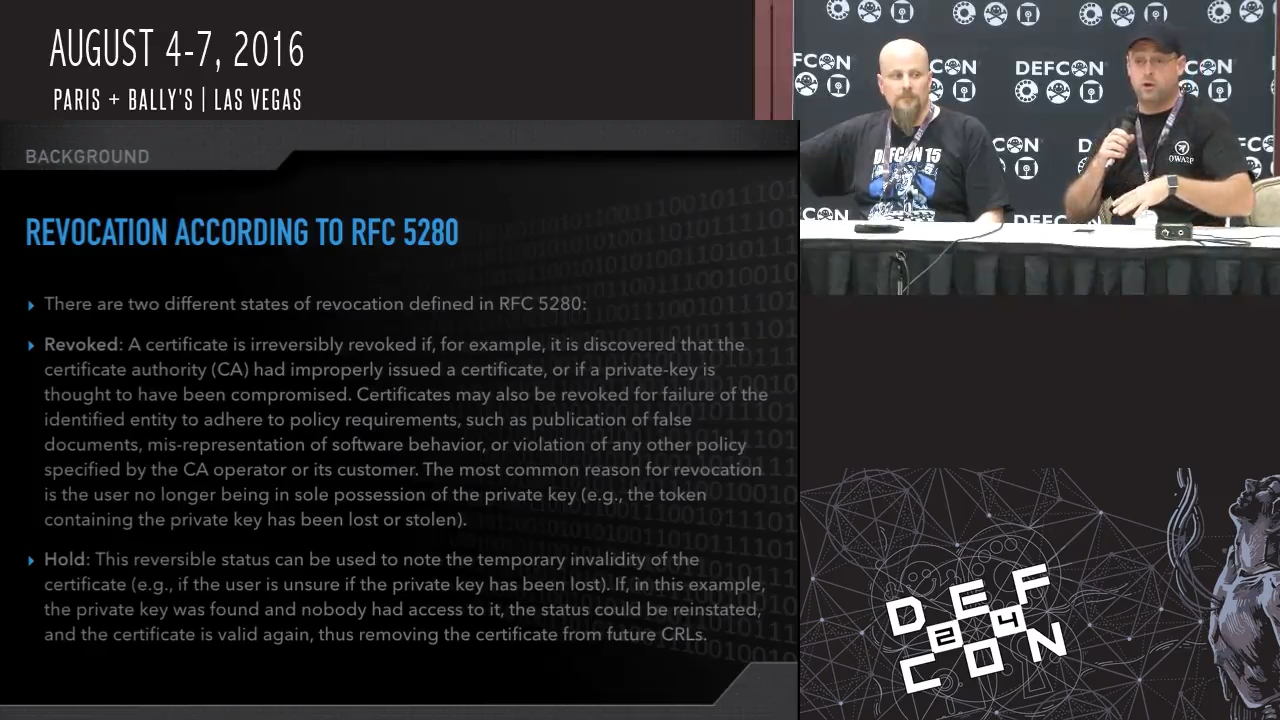 AUGUST 4-7, 2016
PARIS + BALLY'S | LAS VEGAS
BACKGROUND
REVOCATION ACCORDING TO RFC 5280
There are two different states of revocation defined in RFC 5280:
Revoked: A certificate is irreversibly revoked if, for example, it is discovered that the
certificate authority (CA) had improperly issued a certificate, or if a private-key is
thought to have been compromised. Certificates may also be revoked for failure of the
identified entity to adhere to policy requirements, such as publication of false
documents, mis-representation of software behavior, or violation of any other policy
specified by the CA operator or its customer. The most common reason for revocation
is the user no longer being in sole possession of the private key (e.g., the token
containing the private key has been lost or stolen).
Hold: This reversible status can be used to note the temporary invalidity of the
certificate (e.g., if the user is unsure if the private key has been lost). If, in this example,
the private key was found and nobody had access to it, the status could be reinstated,
and the certificate is valid again, thus removing the certificate from future CRLs.
DEFCON
DEFCON
DEFCON 15
OWASP
DEF
24
CON